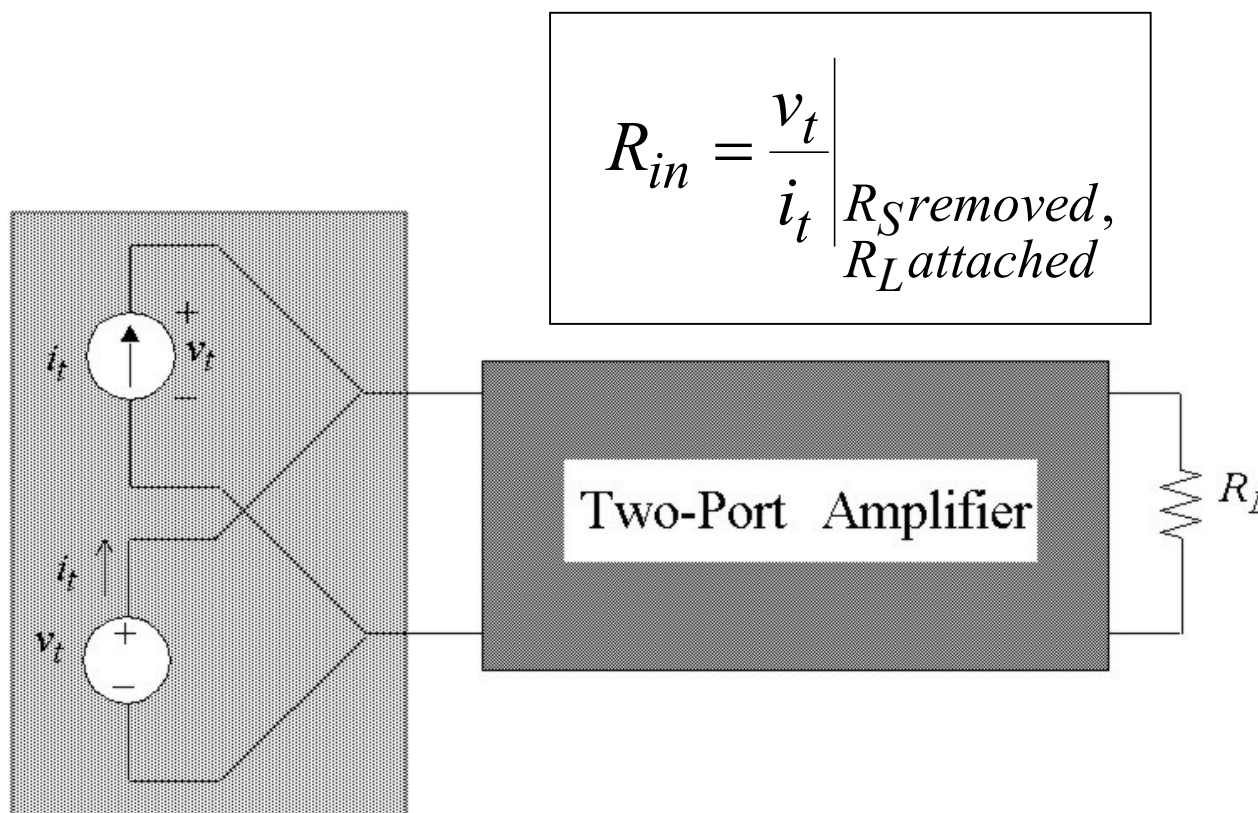 R_in = v_t / i_t | R_S removed,
R_L attached
+
i_t
v_t
−
Two-Port Amplifier
R_L
i_t
v_t
+
−